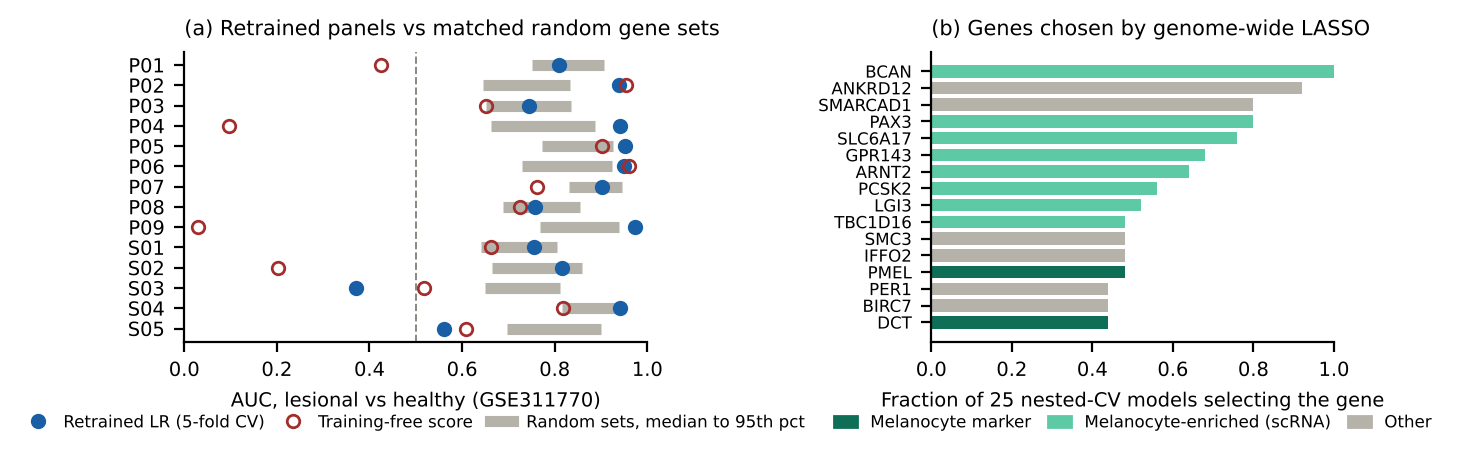 (a) Retrained panels vs matched random gene sets
P01
P02
P03
P04
P05
P06
P07
P08
P09
S01
S02
S03
S04
S05
0.0 0.2 0.4 0.6 0.8 1.0
AUC, lesional vs healthy (GSE311770)
Retrained LR (5-fold CV) Training-free score Random sets, median to 95th pct
(b) Genes chosen by genome-wide LASSO
BCAN
ANKRD12
SMARCAD1
PAX3
SLC6A17
GPR143
ARNT2
PCSK2
LGI3
TBC1D16
SMC3
IFFO2
PMEL
PER1
BIRC7
DCT
0.0 0.2 0.4 0.6 0.8 1.0
Fraction of 25 nested-CV models selecting the gene
Melanocyte marker Melanocyte-enriched (scRNA) Other